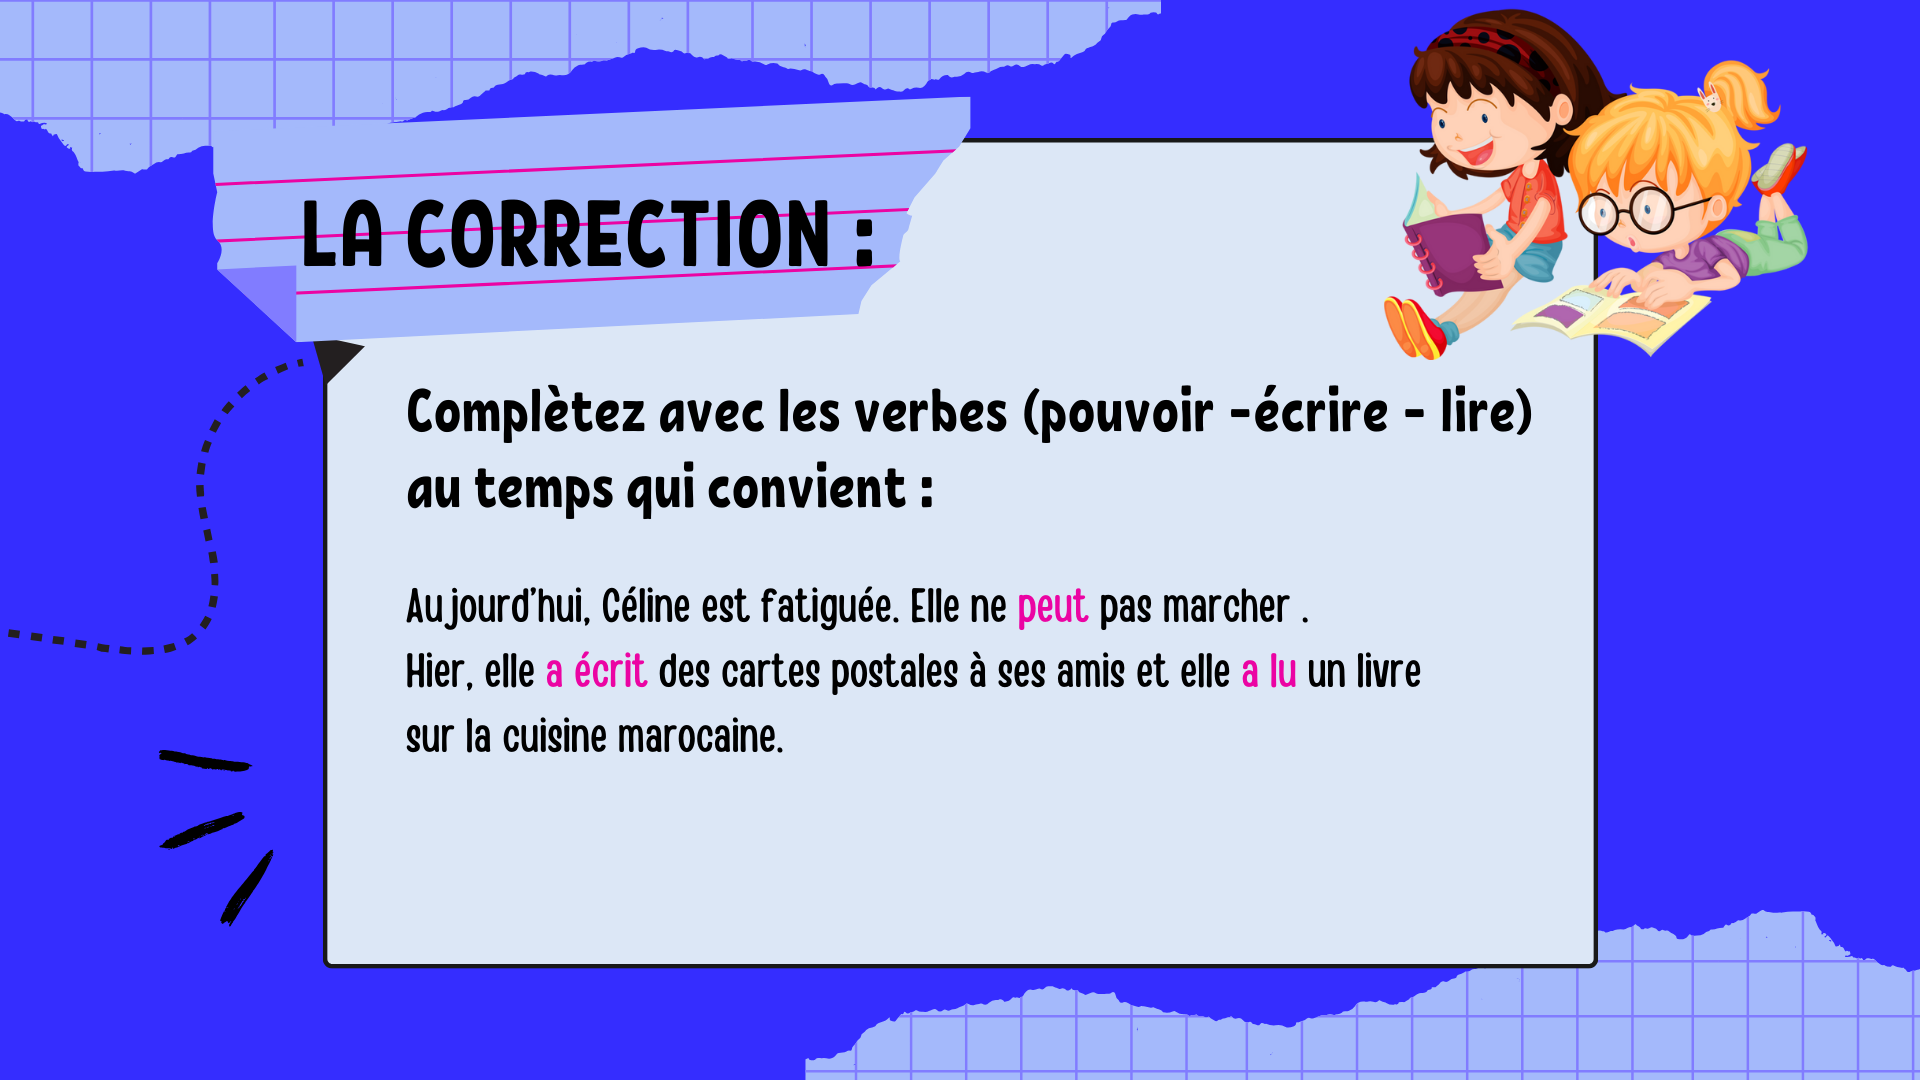 LA CORRECTION :
Complètez avec les verbes (pouvoir -écrire - lire)
au temps qui convient :
Aujourd'hui, Céline est fatiguée. Elle ne peut pas marcher .
Hier, elle a écrit des cartes postales à ses amis et elle a lu un livre
sur la cuisine marocaine.